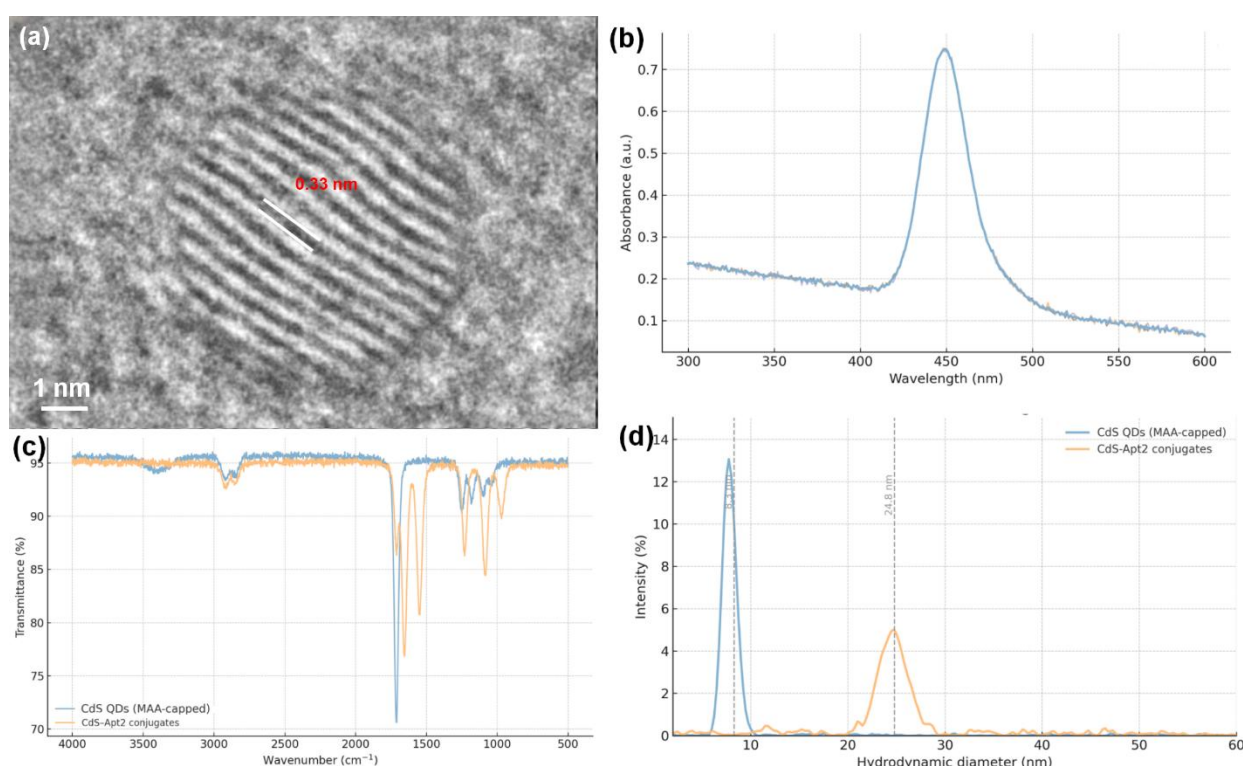 (a)
0.33 nm
1 nm
(b)
Absorbance (a.u.)
0.7
0.6
0.5
0.4
0.3
0.2
0.1
300 350 400 450 500 550 600
Wavelength (nm)
(c)
Transmittance (%)
95
90
85
80
75
70
CdS QDs (MAA-capped)
CdS-Apt2 conjugates
4000 3500 3000 2500 2000 1500 1000 500
Wavenumber (cm⁻¹)
(d)
Intensity (%)
14
12
10
8
6
4
2
0
CdS QDs (MAA-capped)
CdS-Apt2 conjugates
24.8 nm
10 20 30 40 50 60
Hydrodynamic diameter (nm)